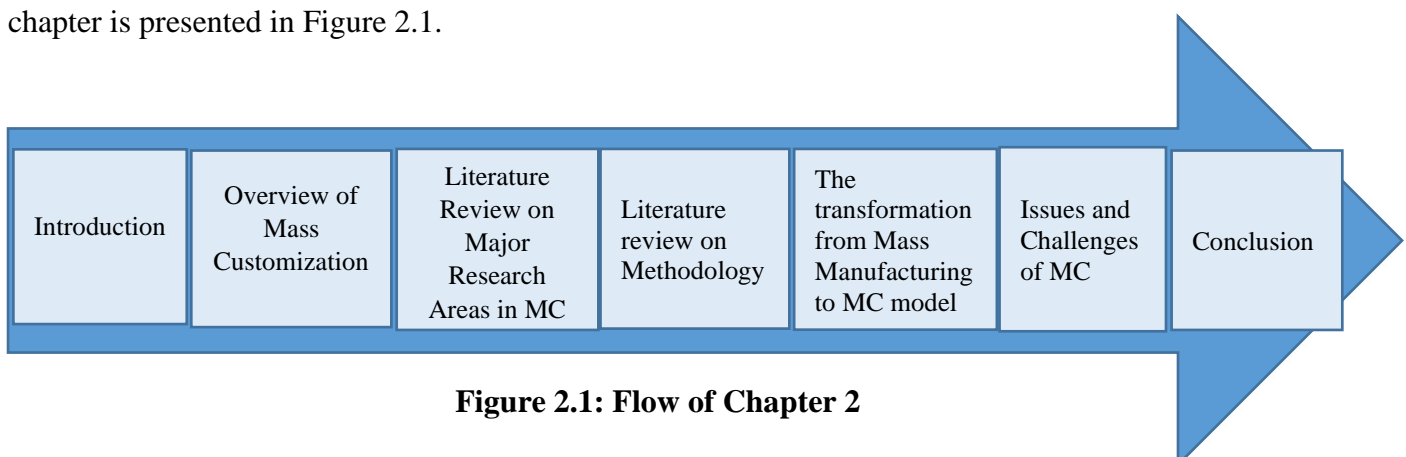 chapter is presented in Figure 2.1.
Introduction
Overview of
Mass
Customization
Literature
Review on
Major
Research
Areas in MC
Literature
review on
Methodology
The
transformation
from Mass
Manufacturing
to MC model
Issues and
Challenges
of MC
Conclusion
Figure 2.1: Flow of Chapter 2